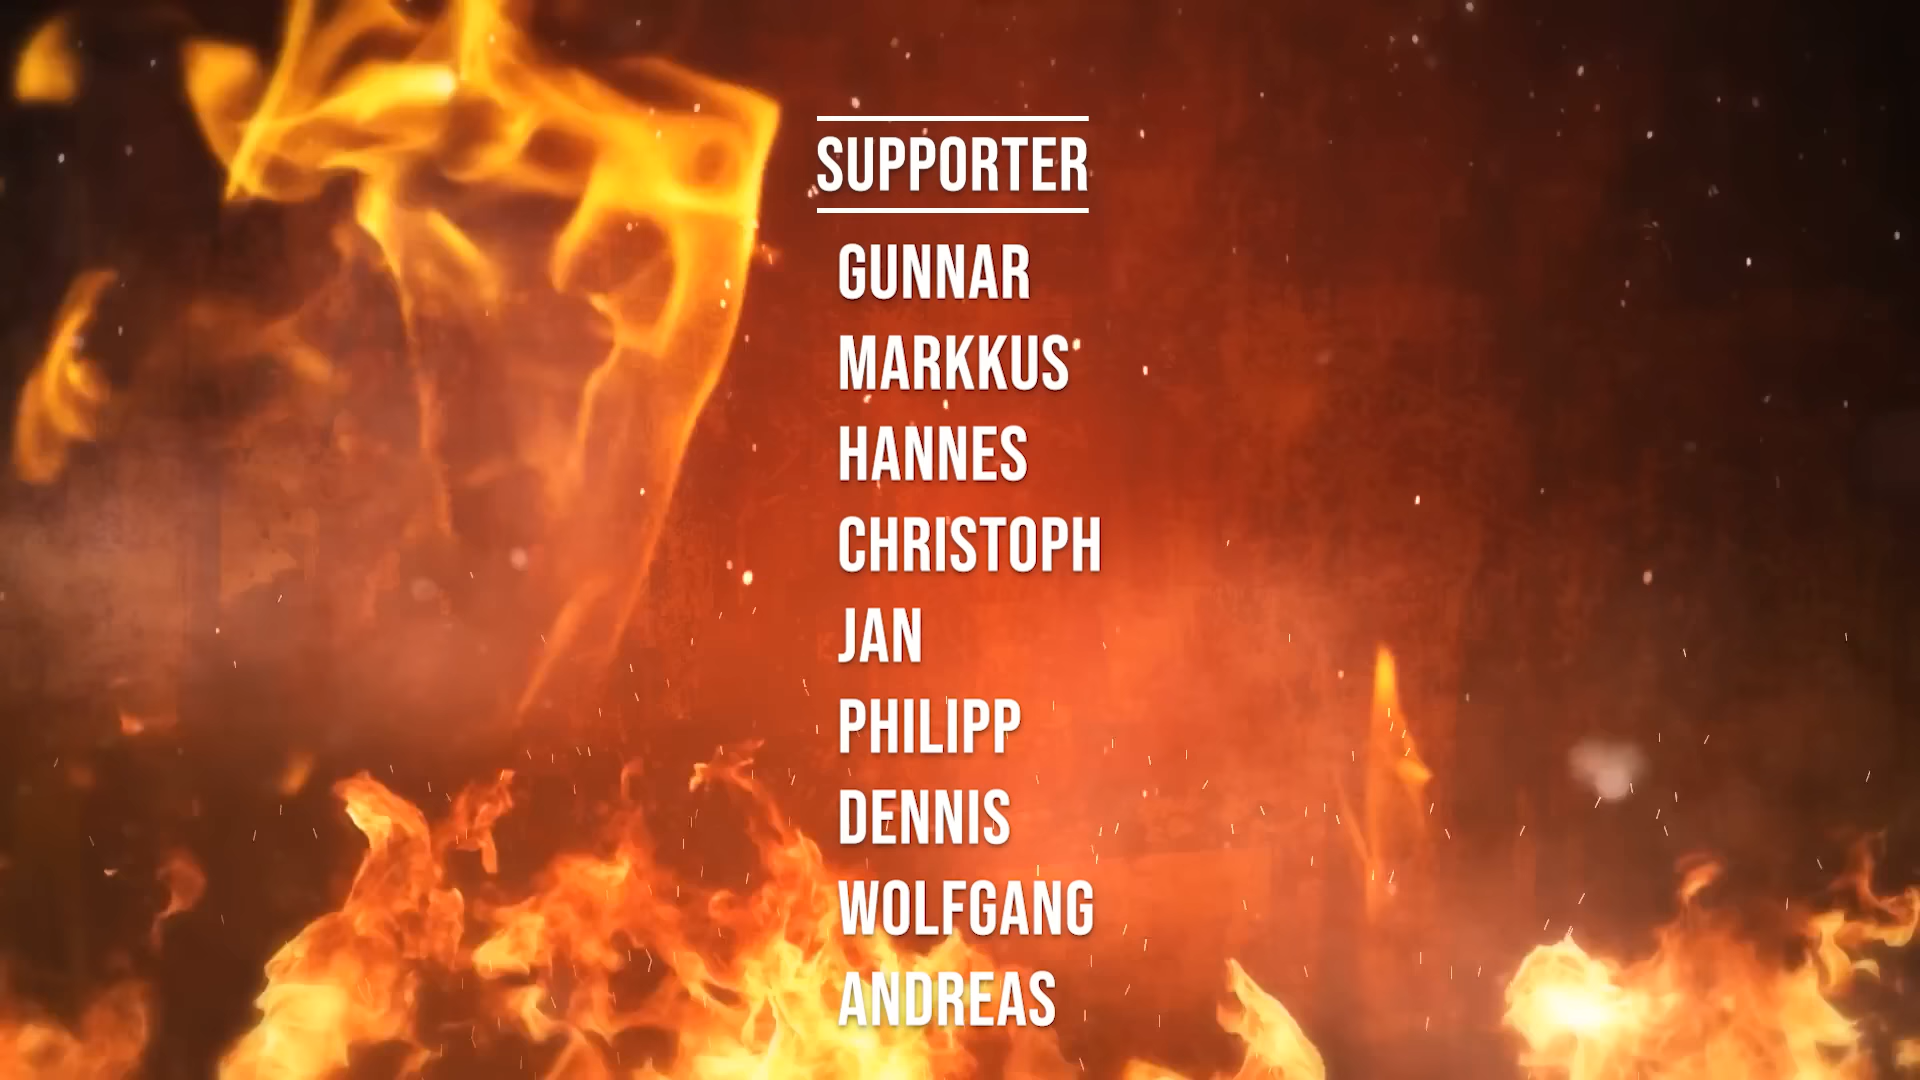 SUPPORTER
GUNNAR
MARKKUS
HANNES
CHRISTOPH
JAN
PHILIPP
DENNIS
WOLFGANG
ANDREAS